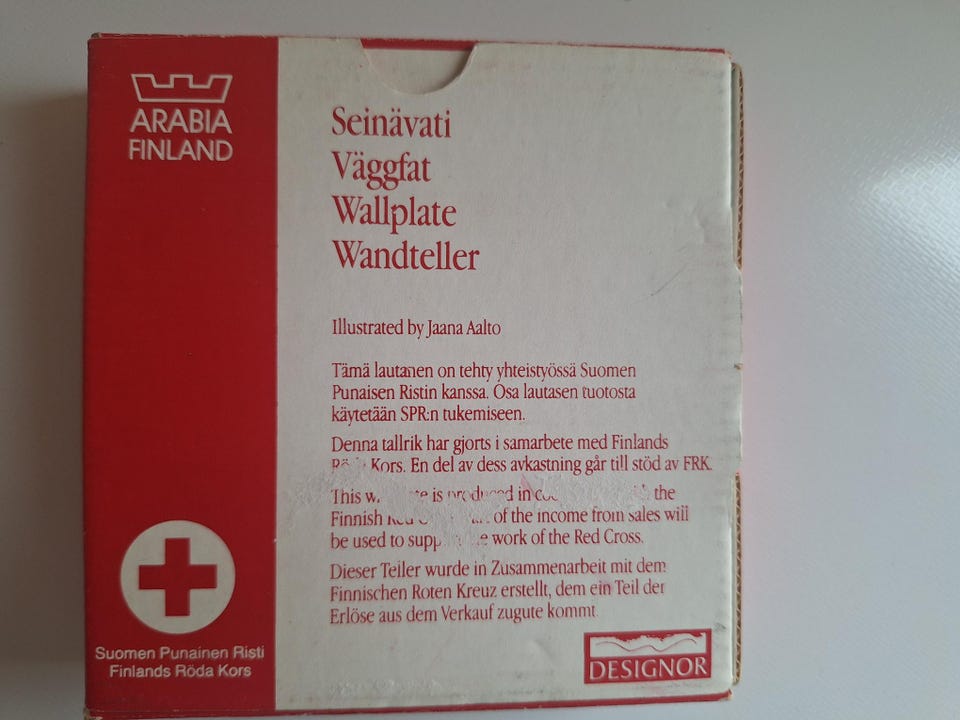 ARABIA
FINLAND
Seinävati
Väggfat
Wallplate
Wandteller
Illustrated by Jaana Aalto
Tämä lautanen on tehty yhteistyössä Suomen
Punaisen Ristin kanssa. Osa lautasen tuotosta
käytetään SPR:n tukemiseen.
Denna tallrik har gjorts i samarbete med Finlands
Röda Kors. En del av dess avkastning går till stöd av FRK.
This is produced in the
Finnish of the income from sales will
be used to work of the Red Cross.
Dieser Teiler wurde in Zusammenarbeit mit dem
Finnischen Roten Kreuz erstellt, dem ein Teil der
Erlöse aus dem Verkauf zugute kommt.
Suomen Punainen Risti
Finlands Röda Kors
DESIGNOR